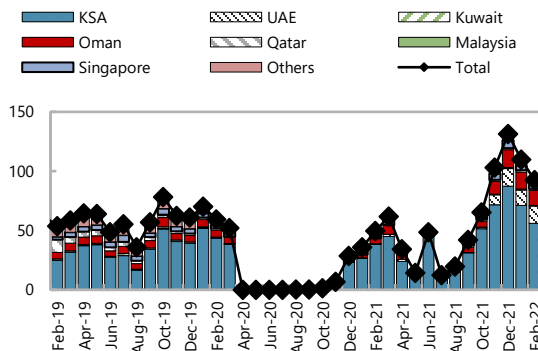 KSA UAE Kuwait
Oman Qatar Malaysia
Singapore Others Total
150
100
50
0
Feb-19 Apr-19 Jun-19 Aug-19 Oct-19 Dec-19 Feb-20 Apr-20 Jun-20 Aug-20 Oct-20 Dec-20 Feb-21 Apr-21 Jun-21 Aug-21 Oct-21 Dec-21 Feb-22